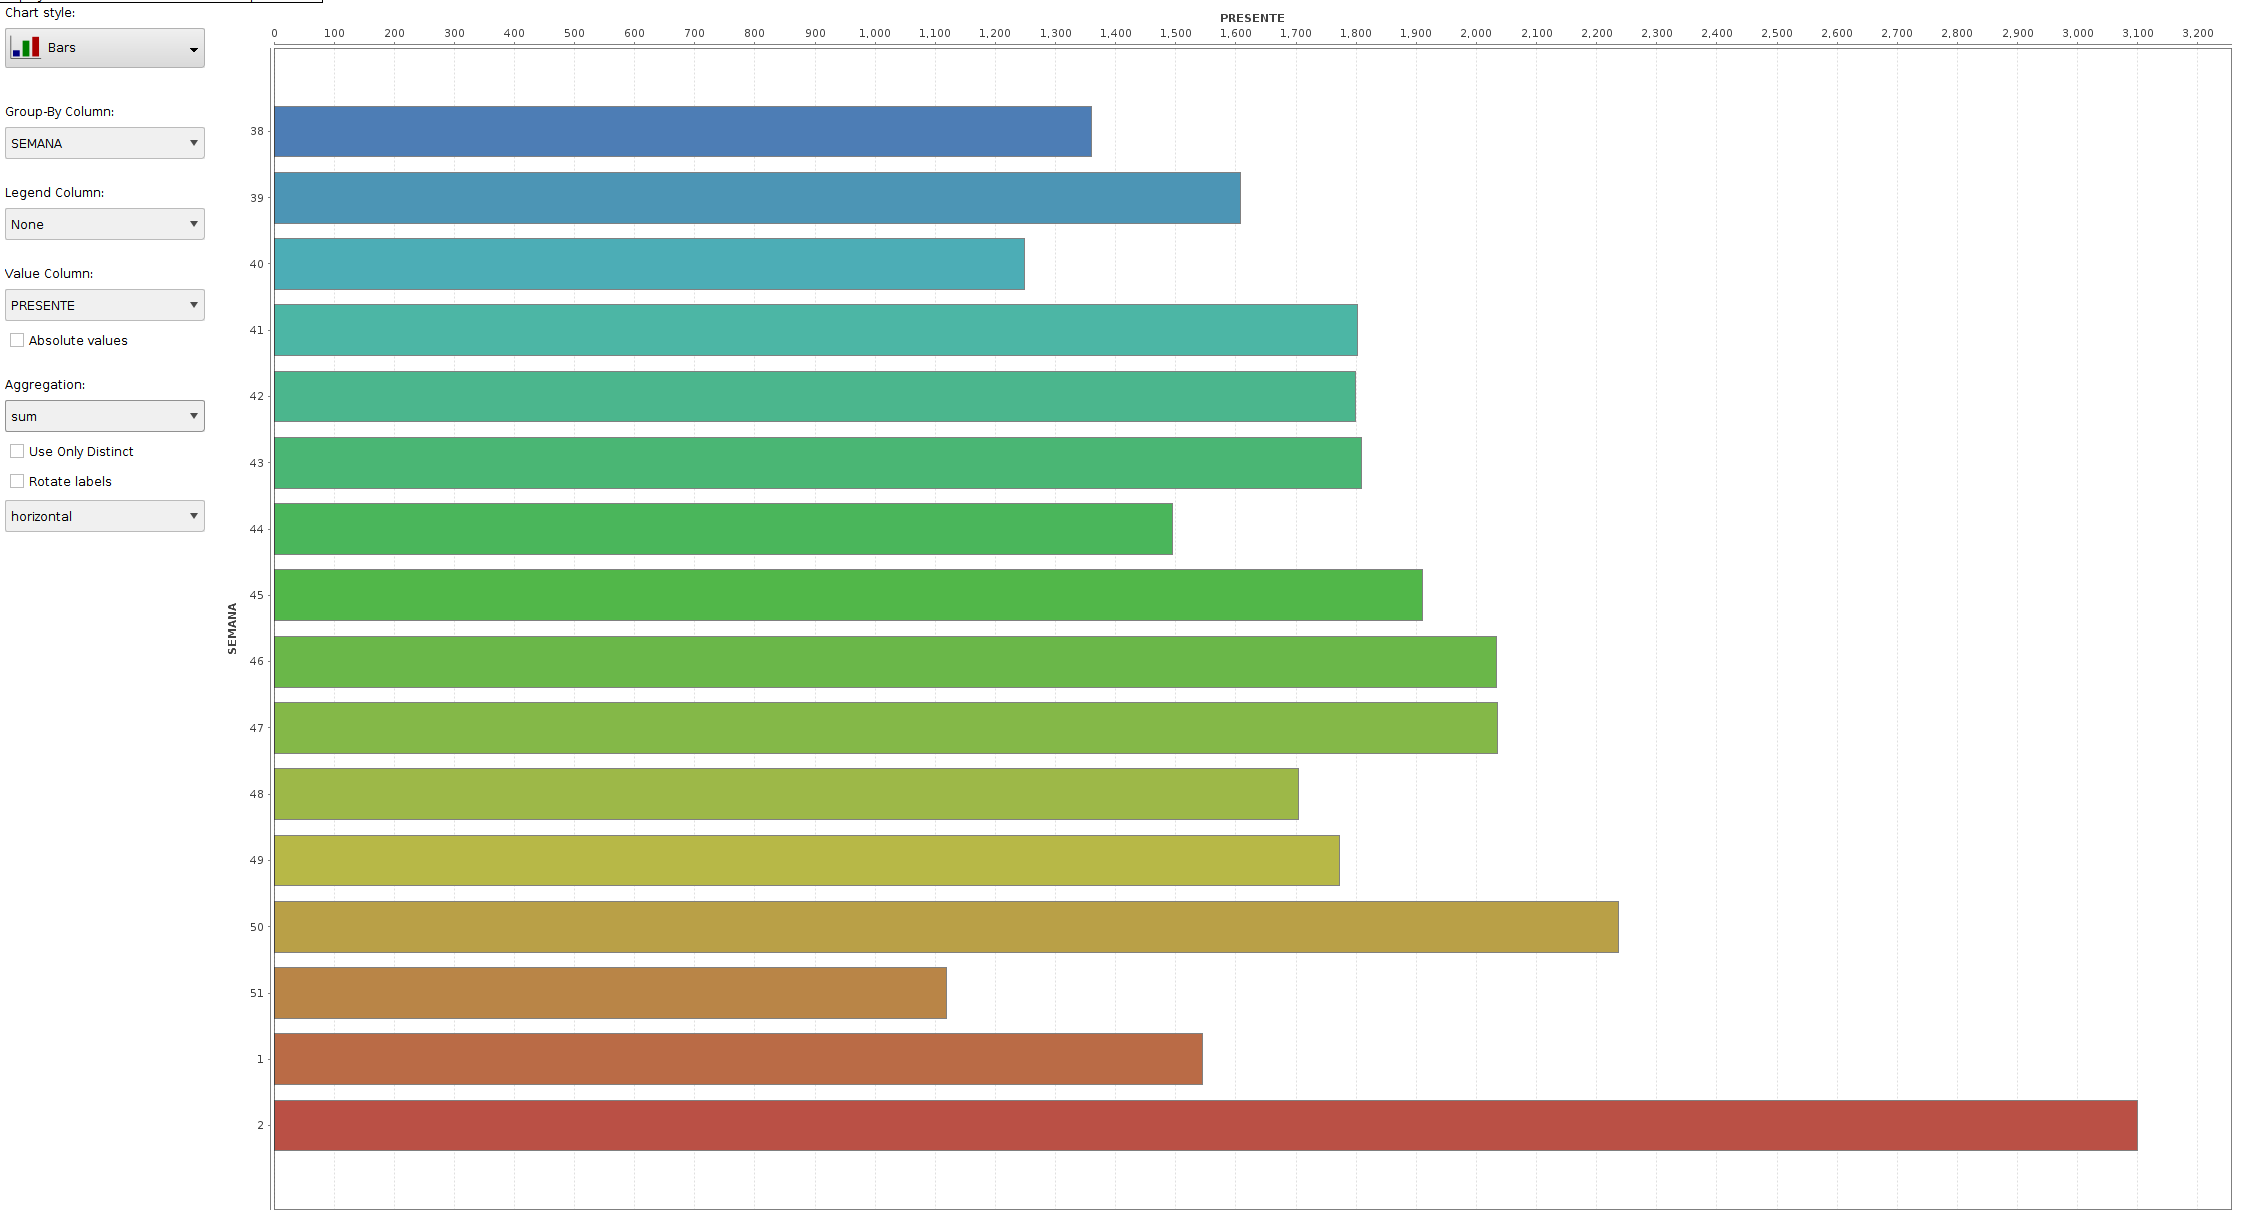 Chart style:
Bars
Group-By Column:
SEMANA
Legend Column:
None
Value Column:
PRESENTE
Absolute values
Aggregation:
sum
Use Only Distinct
Rotate labels
horizontal
PRESENTE
0 100 200 300 400 500 600 700 800 900 1,000 1,100 1,200 1,300 1,400 1,500 1,600 1,700 1,800 1,900 2,000 2,100 2,200 2,300 2,400 2,500 2,600 2,700 2,800 2,900 3,000 3,100 3,200
SEMANA
38
39
40
41
42
43
44
45
46
47
48
49
50
51
1
2